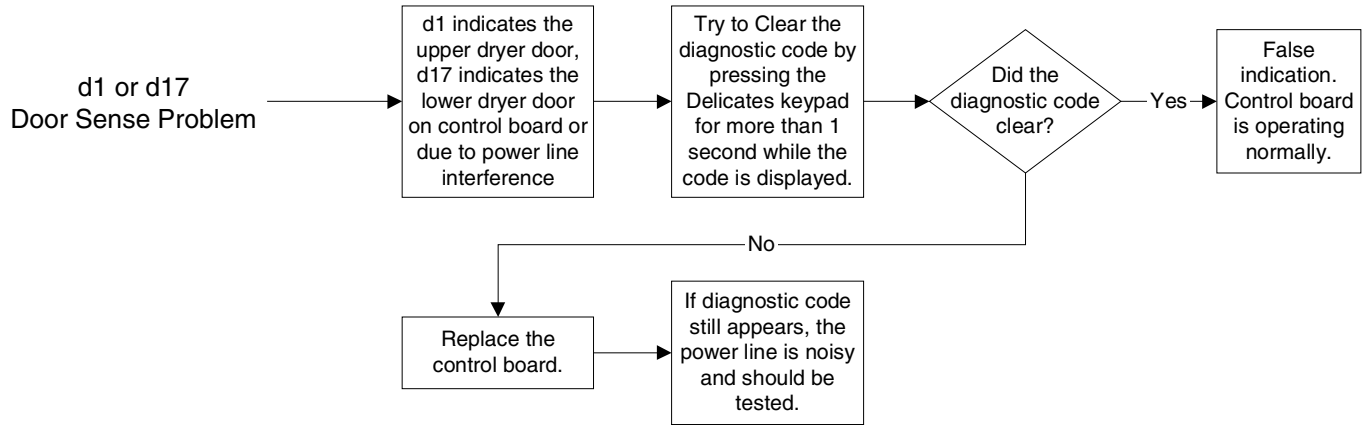 d1 or d17
Door Sense Problem
d1 indicates the
upper dryer door,
d17 indicates the
lower dryer door
on control board or
due to power line
interference
Try to Clear the
diagnostic code by
pressing the
Delicates keypad
for more than 1
second while the
code is displayed.
Did the
diagnostic code
clear?
Yes
False
indication.
Control board
is operating
normally.
No
Replace the
control board.
If diagnostic code
still appears, the
power line is noisy
and should be
tested.